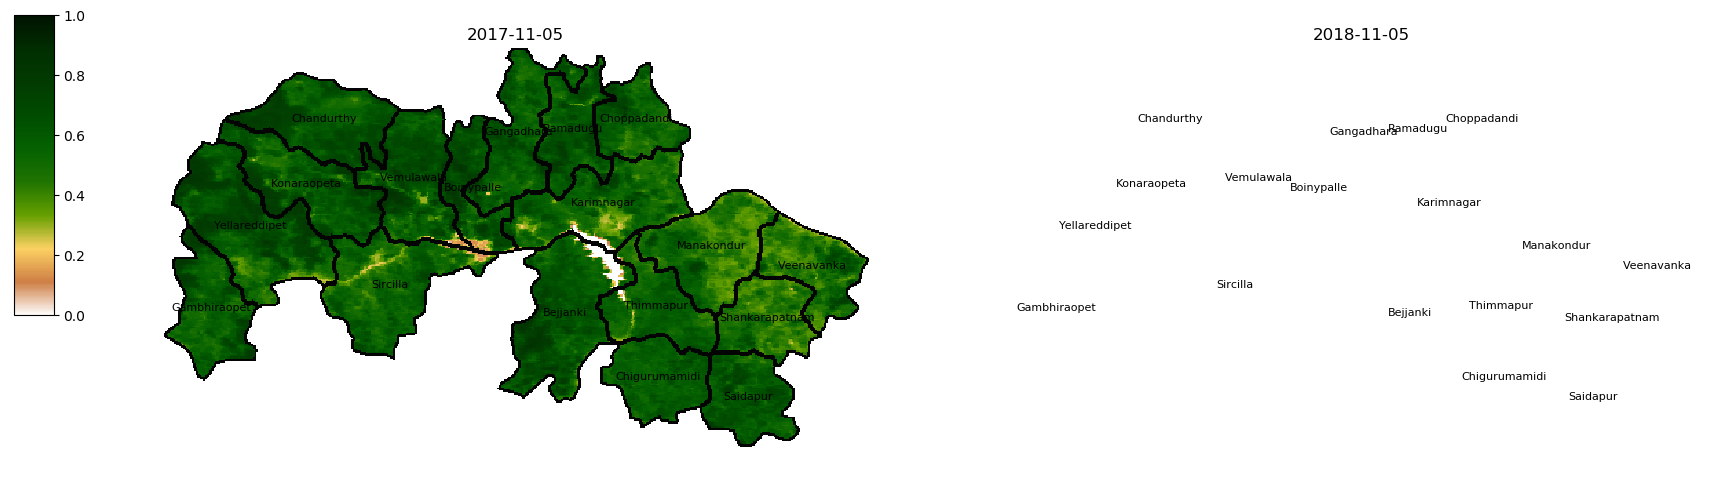 1.0
0.8
0.6
0.4
0.2
0.0
2017-11-05
Chandurthy
Gangadhara
Ramadugu
Choppadandi
Konaraopeta
Vemulawala
Boinypalle
Karimnagar
Yellareddipet
Manakondur
Veenavanka
Sircilla
Gambhiraopet
Bejjanki
Thimmapur
Shankarapatnam
Chigurumamidi
Saidapur
2018-11-05
Chandurthy
Gangadhara
Ramadugu
Choppadandi
Konaraopeta
Vemulawala
Boinypalle
Karimnagar
Yellareddipet
Manakondur
Veenavanka
Sircilla
Gambhiraopet
Bejjanki
Thimmapur
Shankarapatnam
Chigurumamidi
Saidapur